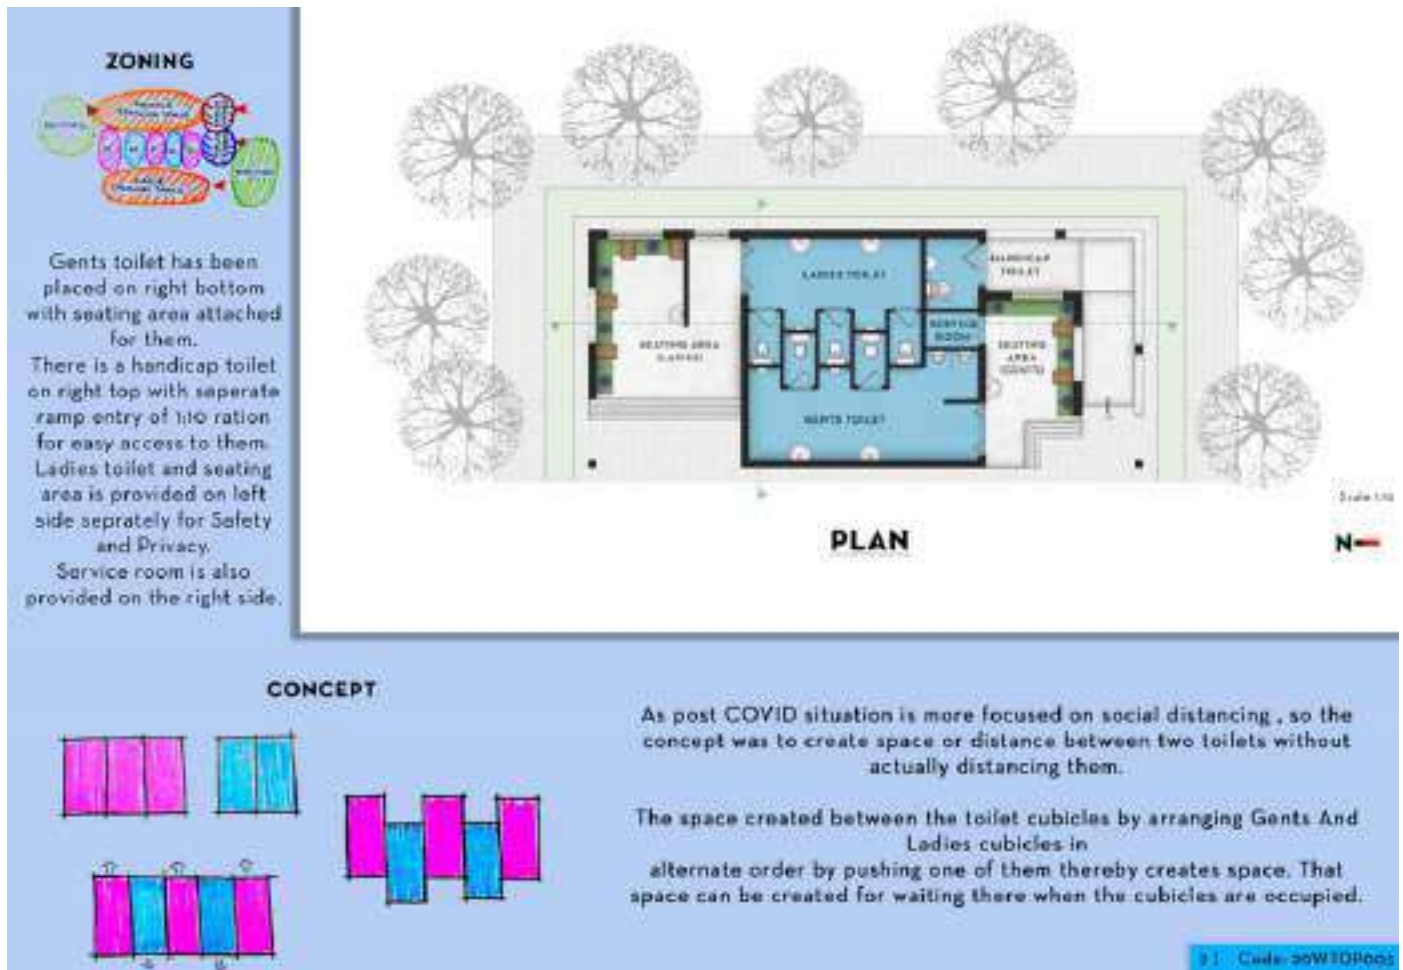 ZONING
Gents toilet has been
placed on right bottom
with seating area attached
for them.
There is a handicap toilet
on right top with seperate
ramp entry of 1:10 ration
for easy access to them.
Ladies toilet and seating
area is provided on left
side seprately for Safety
and Privacy.
Service room is also
provided on the right side.
LADIES TOILET
HANDICAP
TOILET
SEATING AREA
(LADIES)
SERVICE
ROOM
SEATING
AREA
(GENTS)
GENTS TOILET
PLAN
Scale 1:10
N
CONCEPT
As post COVID situation is more focused on social distancing , so the
concept was to create space or distance between two toilets without
actually distancing them.
The space created between the toilet cubicles by arranging Gents And
Ladies cubicles in
alternate order by pushing one of them thereby creates space. That
space can be created for waiting there when the cubicles are occupied.
Code: